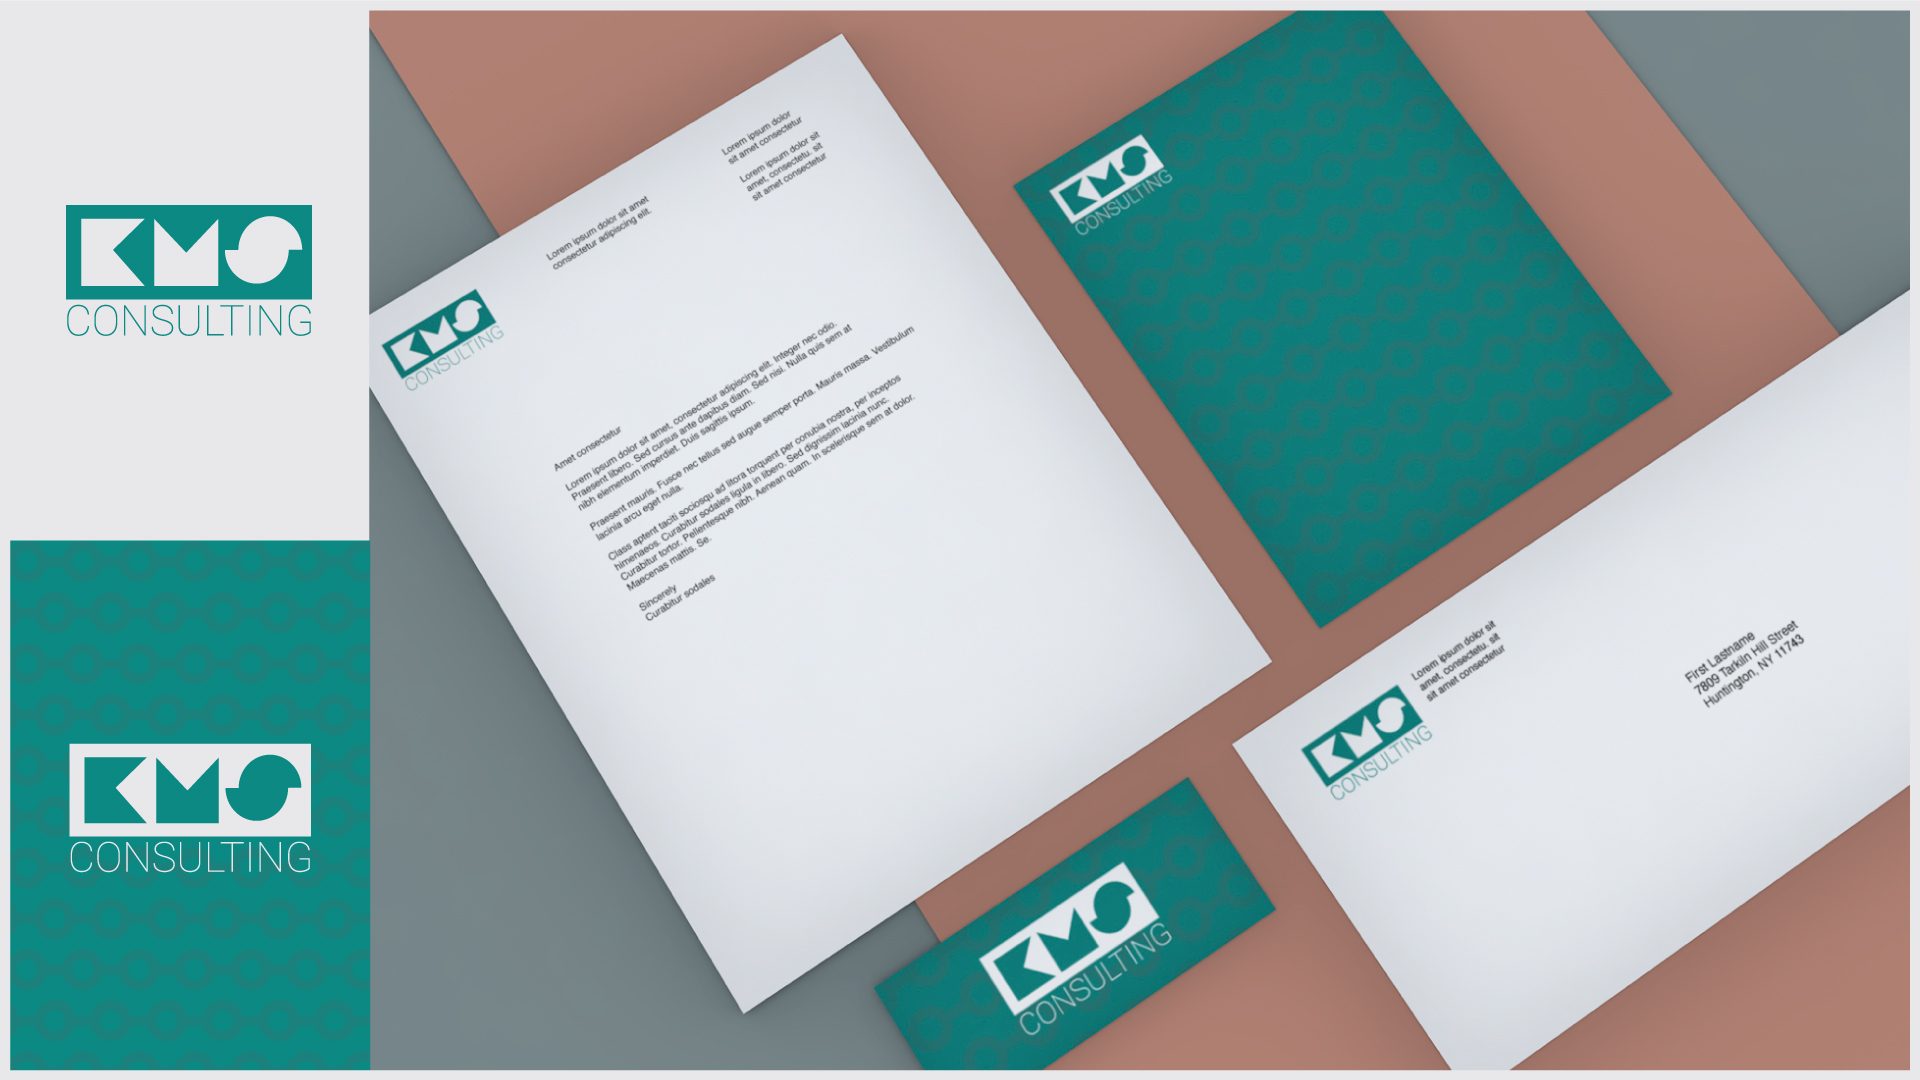 KMS
CONSULTING
KMS
CONSULTING
Lorem ipsum dolor
sit amet consectetur
Lorem ipsum dolor sit
amet, consectetu. sit
sit amet consectetur
Lorem ipsum dolor sit amet
consectetur adipiscing elit.
KMS
CONSULTING
Amet consectetur
Lorem ipsum dolor sit amet, consectetur adipiscing elit. Integer nec odio.
Praesent libero. Sed cursus ante dapibus diam. Sed nisi. Nulla quis sem at
nibh elementum imperdiet. Duis sagittis ipsum.
Praesent mauris. Fusce nec tellus sed augue semper porta. Mauris massa. Vestibulum
lacinia arcu eget nulla.
Class aptent taciti sociosqu ad litora torquent per conubia nostra, per inceptos
himenaeos. Curabitur sodales ligula in libero. Sed dignissim lacinia nunc.
Curabitur tortor. Pellentesque nibh. Aenean quam. In scelerisque sem at dolor.
Maecenas mattis. Se.
Sincerely
Curabitur sodales
KMS
CONSULTING
Lorem ipsum dolor sit
amet, consectetu. sit
sit amet consectetur
KMS
CONSULTING
First Lastname
7809 Tarkiln Hill Street
Huntington, NY 11743
KMS
CONSULTING